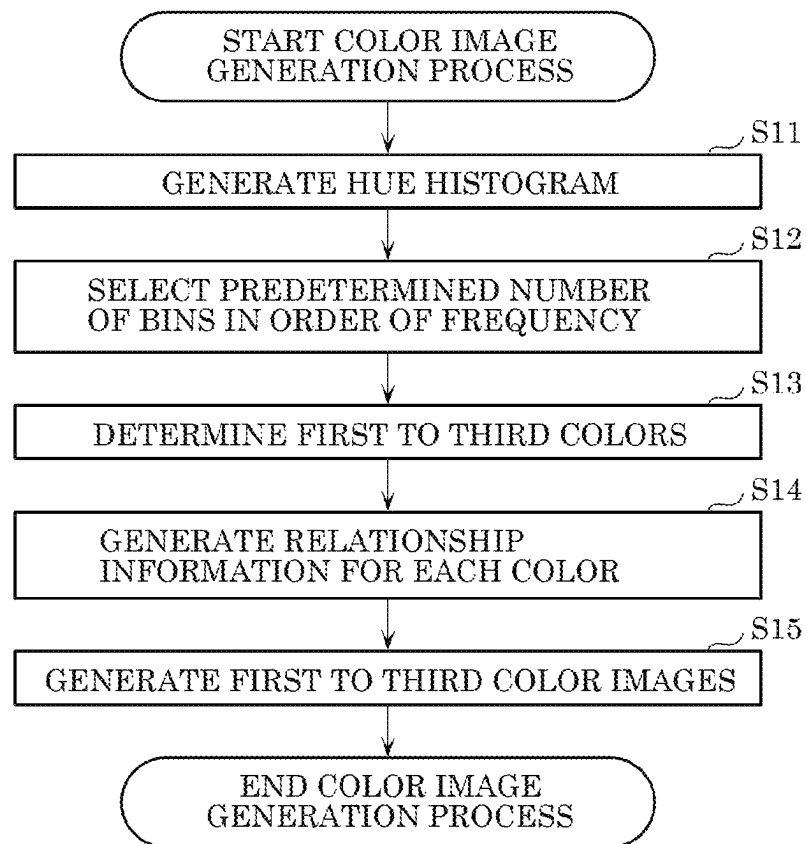 START COLOR IMAGE
GENERATION PROCESS
S11
GENERATE HUE HISTOGRAM
S12
SELECT PREDETERMINED NUMBER
OF BINS IN ORDER OF FREQUENCY
S13
DETERMINE FIRST TO THIRD COLORS
S14
GENERATE RELATIONSHIP
INFORMATION FOR EACH COLOR
S15
GENERATE FIRST TO THIRD COLOR IMAGES
END COLOR IMAGE
GENERATION PROCESS